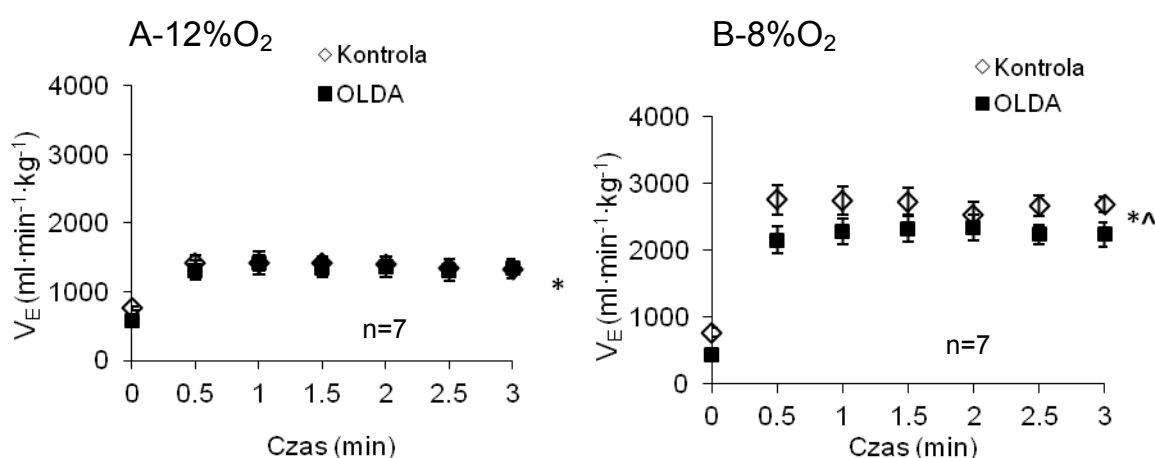 A-12%O₂
◇ Kontrola
■ OLDA
V_E (ml·min⁻¹·kg⁻¹)
4000
3000
2000
1000
0
*
n=7
0 0.5 1 1.5 2 2.5 3
Czas (min)
B-8%O₂
◇ Kontrola
■ OLDA
V_E (ml·min⁻¹·kg⁻¹)
4000
3000
2000
1000
0
*^
n=7
0 0.5 1 1.5 2 2.5 3
Czas (min)